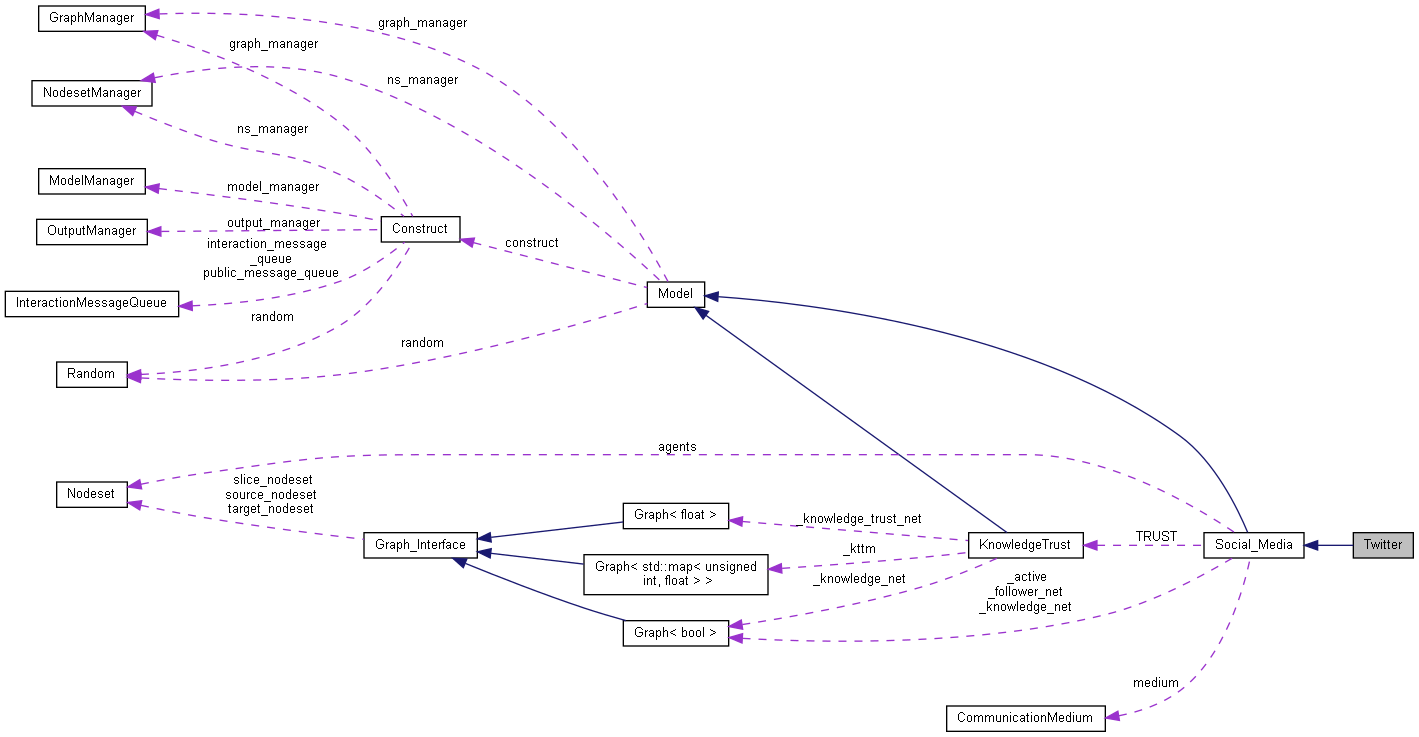 GraphManager
graph_manager
graph_manager
ns_manager
NodesetManager
ns_manager
ModelManager
model_manager
OutputManager
output_manager
Construct
interaction_message
_queue
public_message_queue
construct
InteractionMessageQueue
Model
random
random
Random
agents
Nodeset
slice_nodeset
source_nodeset
target_nodeset
Graph< float >
_knowledge_trust_net
Graph_Interface
KnowledgeTrust
TRUST
Social_Media
Twitter
_kttm
Graph< std::map< unsigned
int, float > >
_knowledge_net
_active
_follower_net
_knowledge_net
Graph< bool >
medium
CommunicationMedium